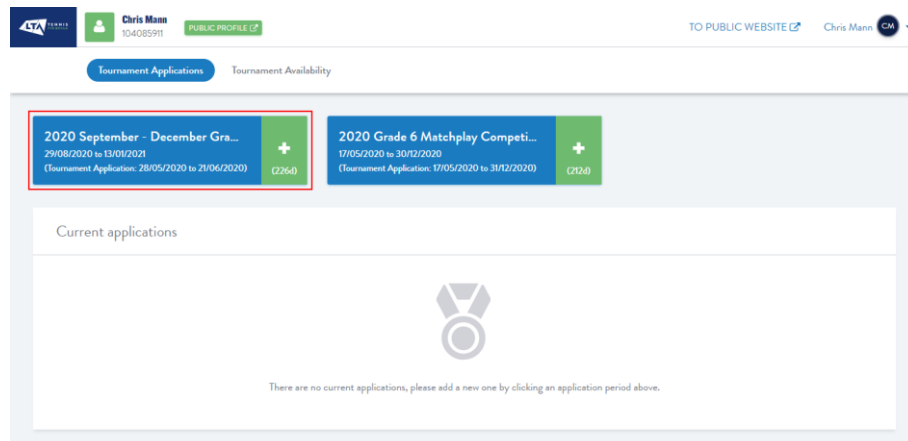 LTA TENNIS
Chris Mann
104085911
PUBLIC PROFILE
TO PUBLIC WEBSITE
Chris Mann
CM
Tournament Applications
Tournament Availability
2020 September - December Gra...
29/08/2020 to 13/01/2021
(Tournament Application: 28/05/2020 to 21/06/2020)
(226d)
2020 Grade 6 Matchplay Competi...
17/05/2020 to 30/12/2020
(Tournament Application: 17/05/2020 to 31/12/2020)
(212d)
Current applications
There are no current applications, please add a new one by clicking an application period above.